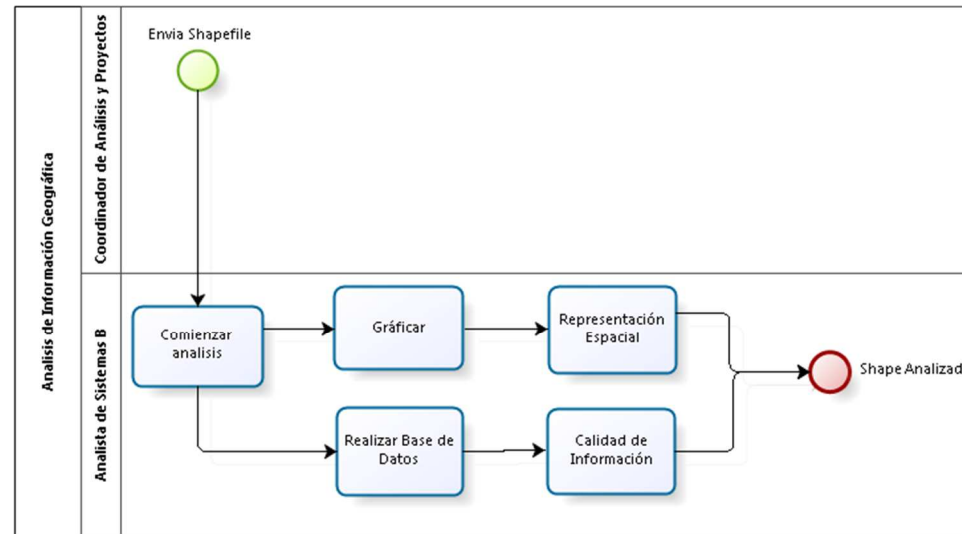 Analisis de Información Geográfica
Coordinador de Análisis y Proyectos
Envia Shapefile
Analista de Sistemas B
Comienzar
analisis
Gráficar
Representación
Espacial
Realizar Base de
Datos
Calidad de
Información
Shape Analizad